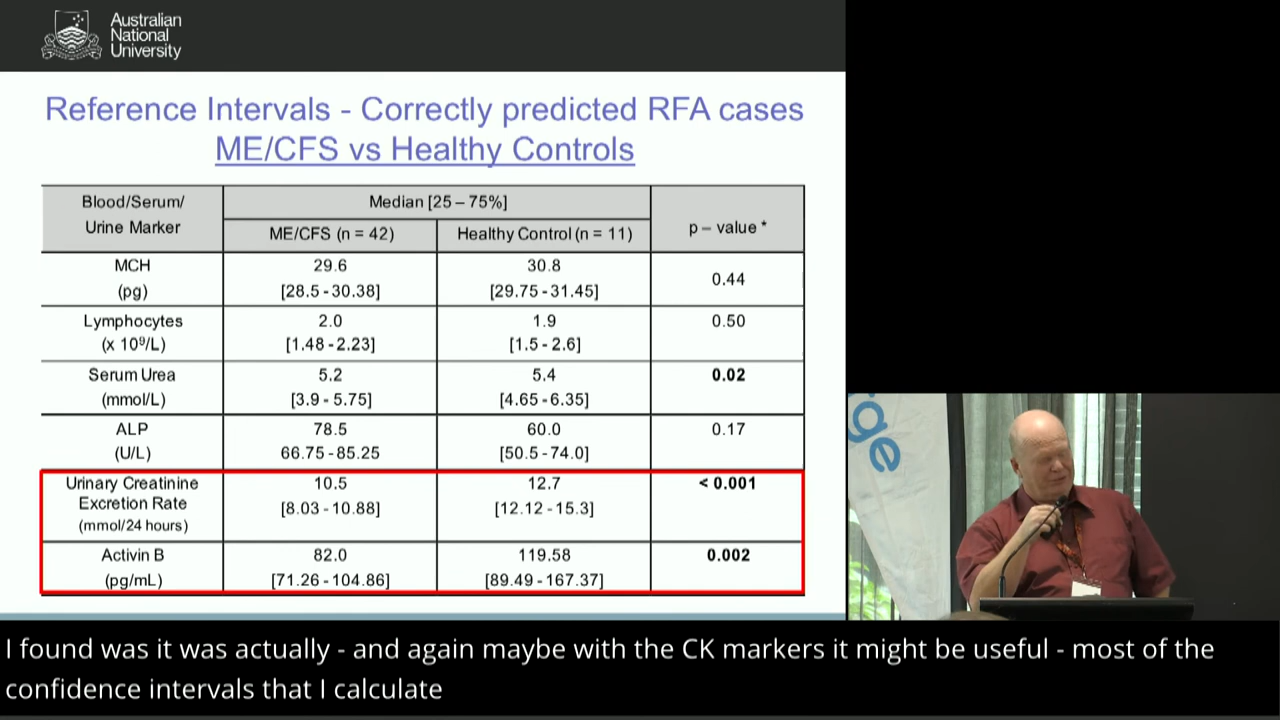 Australian
National
University
Reference Intervals - Correctly predicted RFA cases
ME/CFS vs Healthy Controls
Blood/Serum/
Urine Marker
Median [25 – 75%]
p – value *
ME/CFS (n = 42)
Healthy Control (n = 11)
MCH
(pg)
29.6
[28.5 - 30.38]
30.8
[29.75 - 31.45]
0.44
Lymphocytes
(x 10⁹/L)
2.0
[1.48 - 2.23]
1.9
[1.5 - 2.6]
0.50
Serum Urea
(mmol/L)
5.2
[3.9 - 5.75]
5.4
[4.65 - 6.35]
0.02
ALP
(U/L)
78.5
66.75 - 85.25
60.0
[50.5 - 74.0]
0.17
Urinary Creatinine
Excretion Rate
(mmol/24 hours)
10.5
[8.03 - 10.88]
12.7
[12.12 - 15.3]
< 0.001
Activin B
(pg/mL)
82.0
[71.26 - 104.86]
119.58
[89.49 - 167.37]
0.002
I found was it was actually - and again maybe with the CK markers it might be useful - most of the
confidence intervals that I calculate